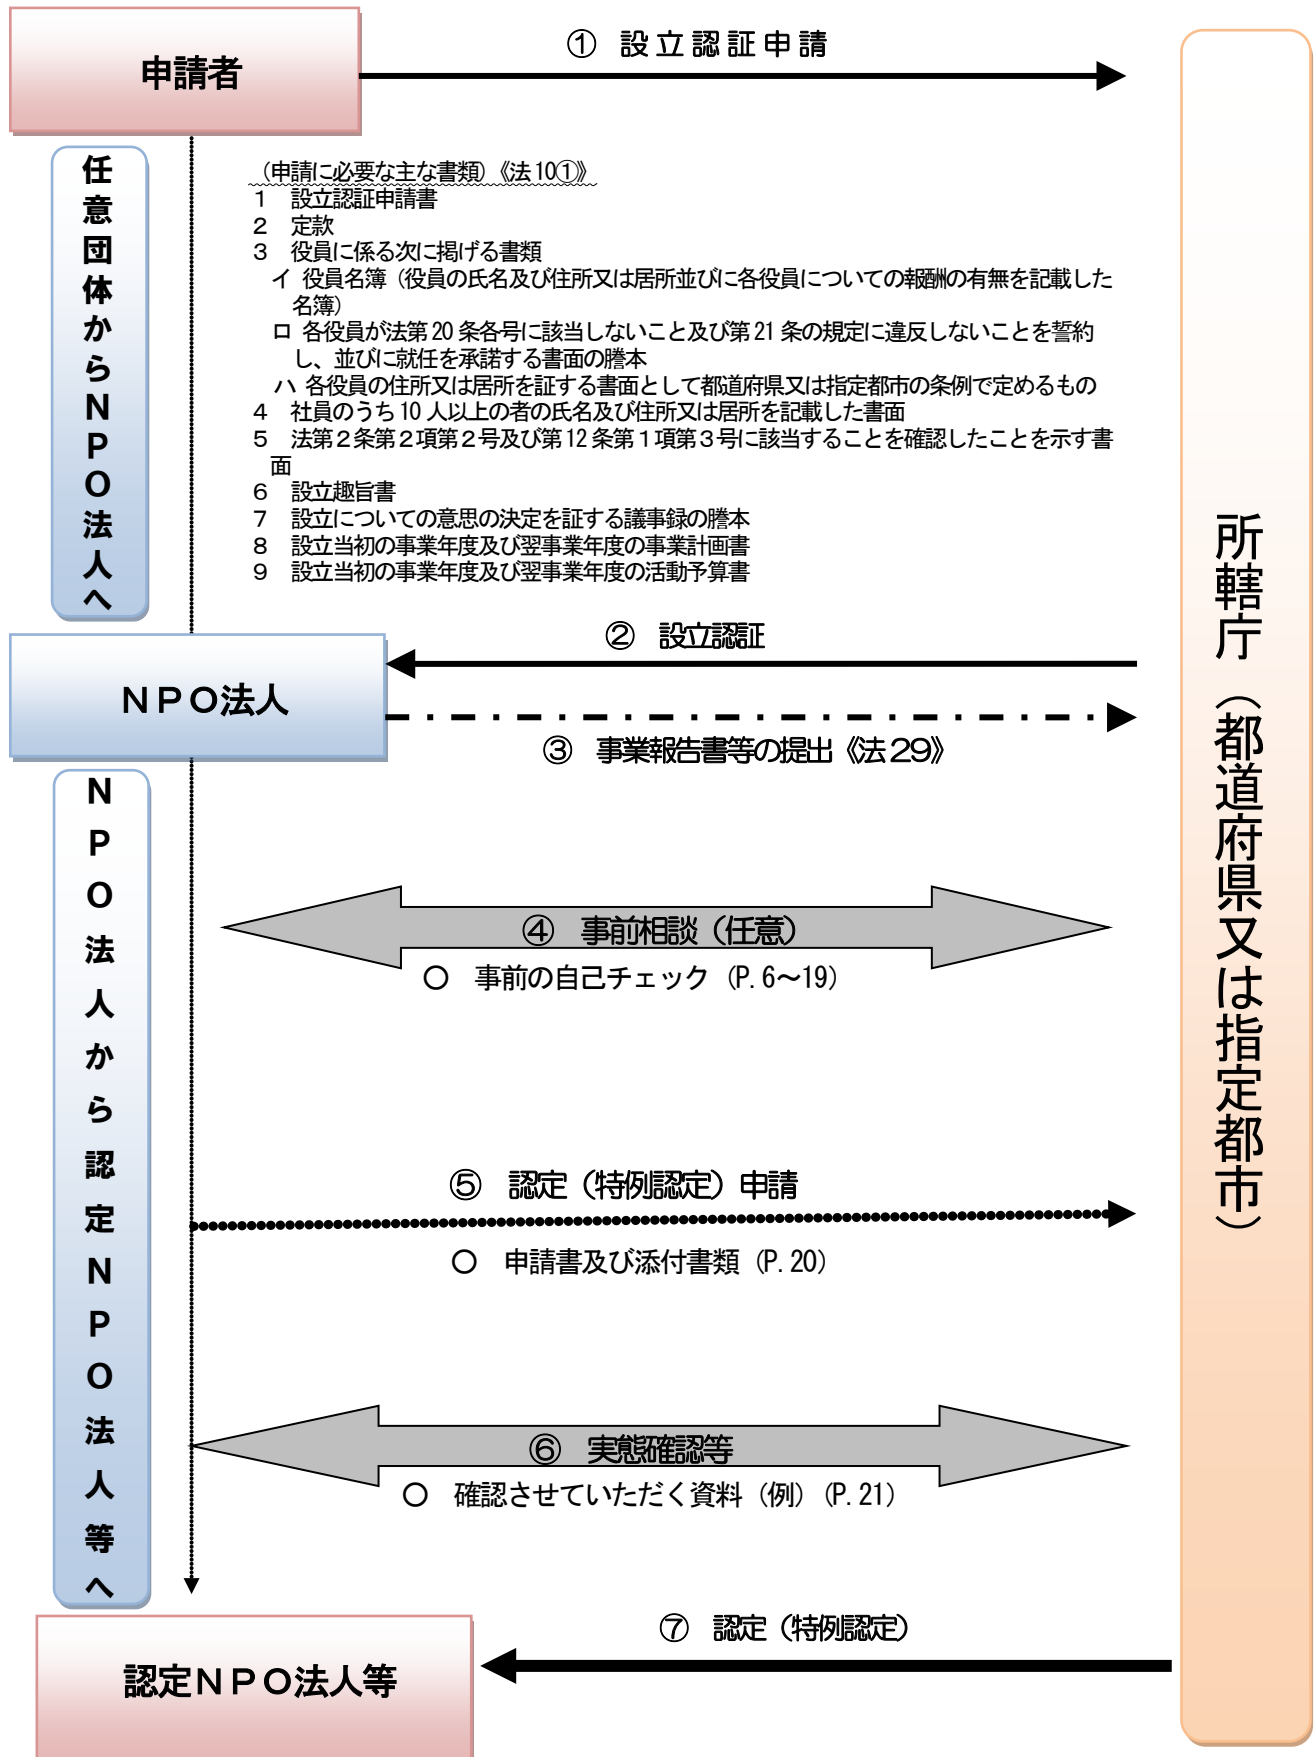 申請者
① 設立認証申請
任意団体からNPO法人へ
(申請に必要な主な書類)《法10①》
1 設立認証申請書
2 定款
3 役員に係る次に掲げる書類
イ 役員名簿(役員の氏名及び住所又は居所並びに各役員についての報酬の有無を記載した
名簿)
ロ 各役員が法第20条各号に該当しないこと及び第21条の規定に違反しないことを誓約
し、並びに就任を承諾する書面の謄本
ハ 各役員の住所又は居所を証する書面として都道府県又は指定都市の条例で定めるもの
4 社員のうち10人以上の者の氏名及び住所又は居所を記載した書面
5 法第2条第2項第2号及び第12条第1項第3号に該当することを確認したことを示す書
面
6 設立趣旨書
7 設立についての意思の決定を証する議事録の謄本
8 設立当初の事業年度及び翌事業年度の事業計画書
9 設立当初の事業年度及び翌事業年度の活動予算書
② 設立認証
NPO法人
③ 事業報告書等の提出《法29》
NPO法人から認定NPO法人等へ
④ 事前相談(任意)
○ 事前の自己チェック (P.6~19)
⑤ 認定(特例認定)申請
○ 申請書及び添付書類 (P.20)
⑥ 実態確認等
○ 確認させていただく資料(例)(P.21)
⑦ 認定(特例認定)
認定NPO法人等
所轄庁(都道府県又は指定都市)